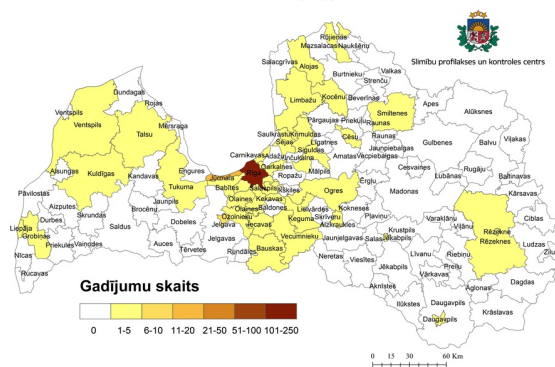 Slimību profilakses un kontroles centrs
Rūjienas
Mazsalacas Naukšēnu
Salacgrīvas
Alojas
Burtnieku
Valkas
Strenču
Dundagas
Rojas
Ventspils
Ventspils
Talsu
Mērsraga
Limbažu
Kocēnu
Beverīnas
Smiltenes
Apes
Alūksnes
Pārgaujas
Priekuļu
Raunas
Raunas
Gulbenes
Balvu
Viļakas
Saulkrastu
Krimuldas
Sējas
Līgatnes
Cēsu
Jaunpiebalgas
Alsungas
Kuldīgas
Kandavas
Engures
Tukuma
Jūrmala
Carnikavas
Ādažu
Inčukalna
Siguldas
Amatas
Vecpiebalgas
Cesvaines
Lubānas
Rugāju
Baltinavas
Garkalnes
Rīga
Ropažu
Mālpils
Kārsavas
Babītes
Salaspils
Ikšķiles
Ogres
Ērgļu
Madonas
Pāvilostas
Aizputes
Durbes
Skrundas
Brocēnu
Jaunpils
Dobeles
Olaines
Olaines
Ķekavas
Baldones
Lielvārdes
Ķeguma
Skrīveru
Kokneses
Aizkraukles
Pļaviņu
Varakļānu
Viļānu
Rēzekne
Rēzeknes
Ciblas
Ludzas
Liepāja
Grobiņas
Priekules
Vaiņodes
Saldus
Auces
Tērvetes
Jelgava
Jelgavas
Ozolnieku
Iecavas
Vecumnieku
Jaunjelgavas
Salas
Krustpils
Jēkabpils
Nīcas
Rucavas
Rundāles
Bauskas
Neretas
Viesītes
Jēkabpils
Līvānu
Riebiņu
Preiļu
Vārkavas
Aknīstes
Aglonas
Dagdas
Ilūkstes
Daugavpils
Daugavpils
Krāslavas
Gadījumu skaits
0 1-5 6-10 11-20 21-50 51-100 101-250
0 15 30 60 Km